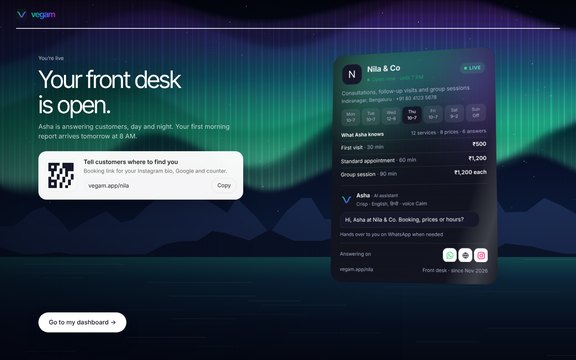 vegam
You're live
Your front desk
is open.
Asha is answering customers, day and night. Your first morning
report arrives tomorrow at 8 AM.
Tell customers where to find you
Booking link for your Instagram bio, Google and counter.
vegam.app/nila
Copy
Go to my dashboard →
N
Nila & Co
LIVE
Consultations, follow-up visits and group sessions
Indiranagar, Bengaluru · +91 80 4123 5678
Mon Tue Wed Thu Fri Sat Sun
10–7 10–7 12–8 10–7 10–7 9–2 Off
What Asha knows
12 services · 8 prices · 6 answers
First visit · 30 min
₹500
Standard appointment · 60 min
₹1,200
Group session · 90 min
₹1,200 each
Asha · AI assistant
Crisp · English, हिन्दी · voice Calm
Hi, Asha at Nila & Co. Booking, prices or hours?
Hands over to you on WhatsApp when needed
Answering on
vegam.app/nila
Front desk · since Nov 2026